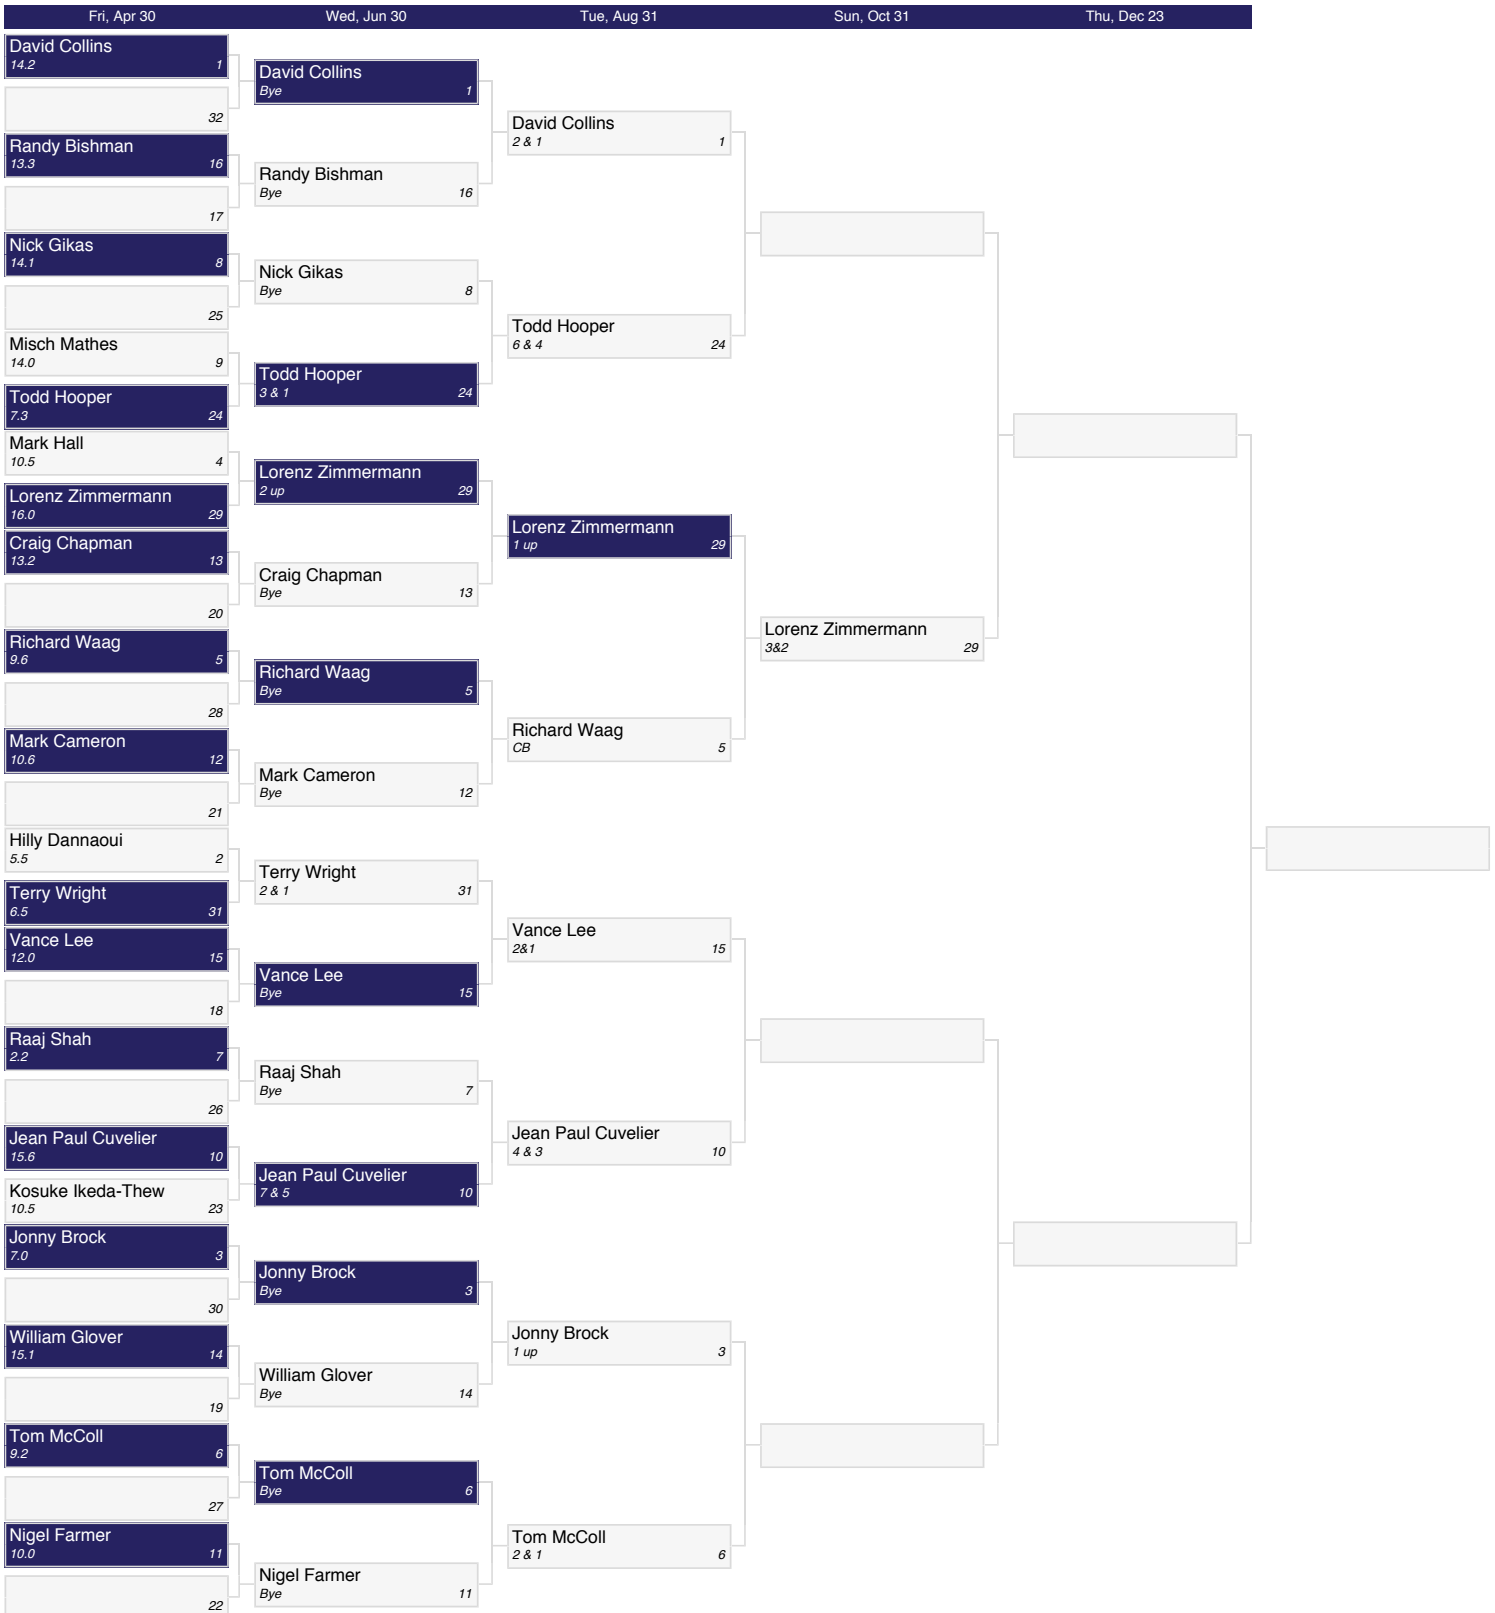 Fri, Apr 30
Wed, Jun 30
Tue, Aug 31
Sun, Oct 31
Thu, Dec 23
David Collins
14.2 1
32
Randy Bishman
13.3 16
17
Nick Gikas
14.1 8
25
Misch Mathes
14.0 9
Todd Hooper
7.3 24
Mark Hall
10.5 4
Lorenz Zimmermann
16.0 29
Craig Chapman
13.2 13
20
Richard Waag
9.6 5
28
Mark Cameron
10.6 12
21
Hilly Dannaoui
5.5 2
Terry Wright
6.5 31
Vance Lee
12.0 15
18
Raaj Shah
2.2 7
26
Jean Paul Cuvelier
15.6 10
Kosuke Ikeda-Thew
10.5 23
Jonny Brock
7.0 3
30
William Glover
15.1 14
19
Tom McColl
9.2 6
27
Nigel Farmer
10.0 11
22
David Collins
Bye 1
Randy Bishman
Bye 16
Nick Gikas
Bye 8
Todd Hooper
3 & 1 24
Lorenz Zimmermann
2 up 29
Craig Chapman
Bye 13
Richard Waag
Bye 5
Mark Cameron
Bye 12
Terry Wright
2 & 1 31
Vance Lee
Bye 15
Raaj Shah
Bye 7
Jean Paul Cuvelier
7 & 5 10
Jonny Brock
Bye 3
William Glover
Bye 14
Tom McColl
Bye 6
Nigel Farmer
Bye 11
David Collins
2 & 1 1
Todd Hooper
6 & 4 24
Lorenz Zimmermann
1 up 29
Richard Waag
CB 5
Vance Lee
2&1 15
Jean Paul Cuvelier
4 & 3 10
Jonny Brock
1 up 3
Tom McColl
2 & 1 6
Lorenz Zimmermann
3&2 29